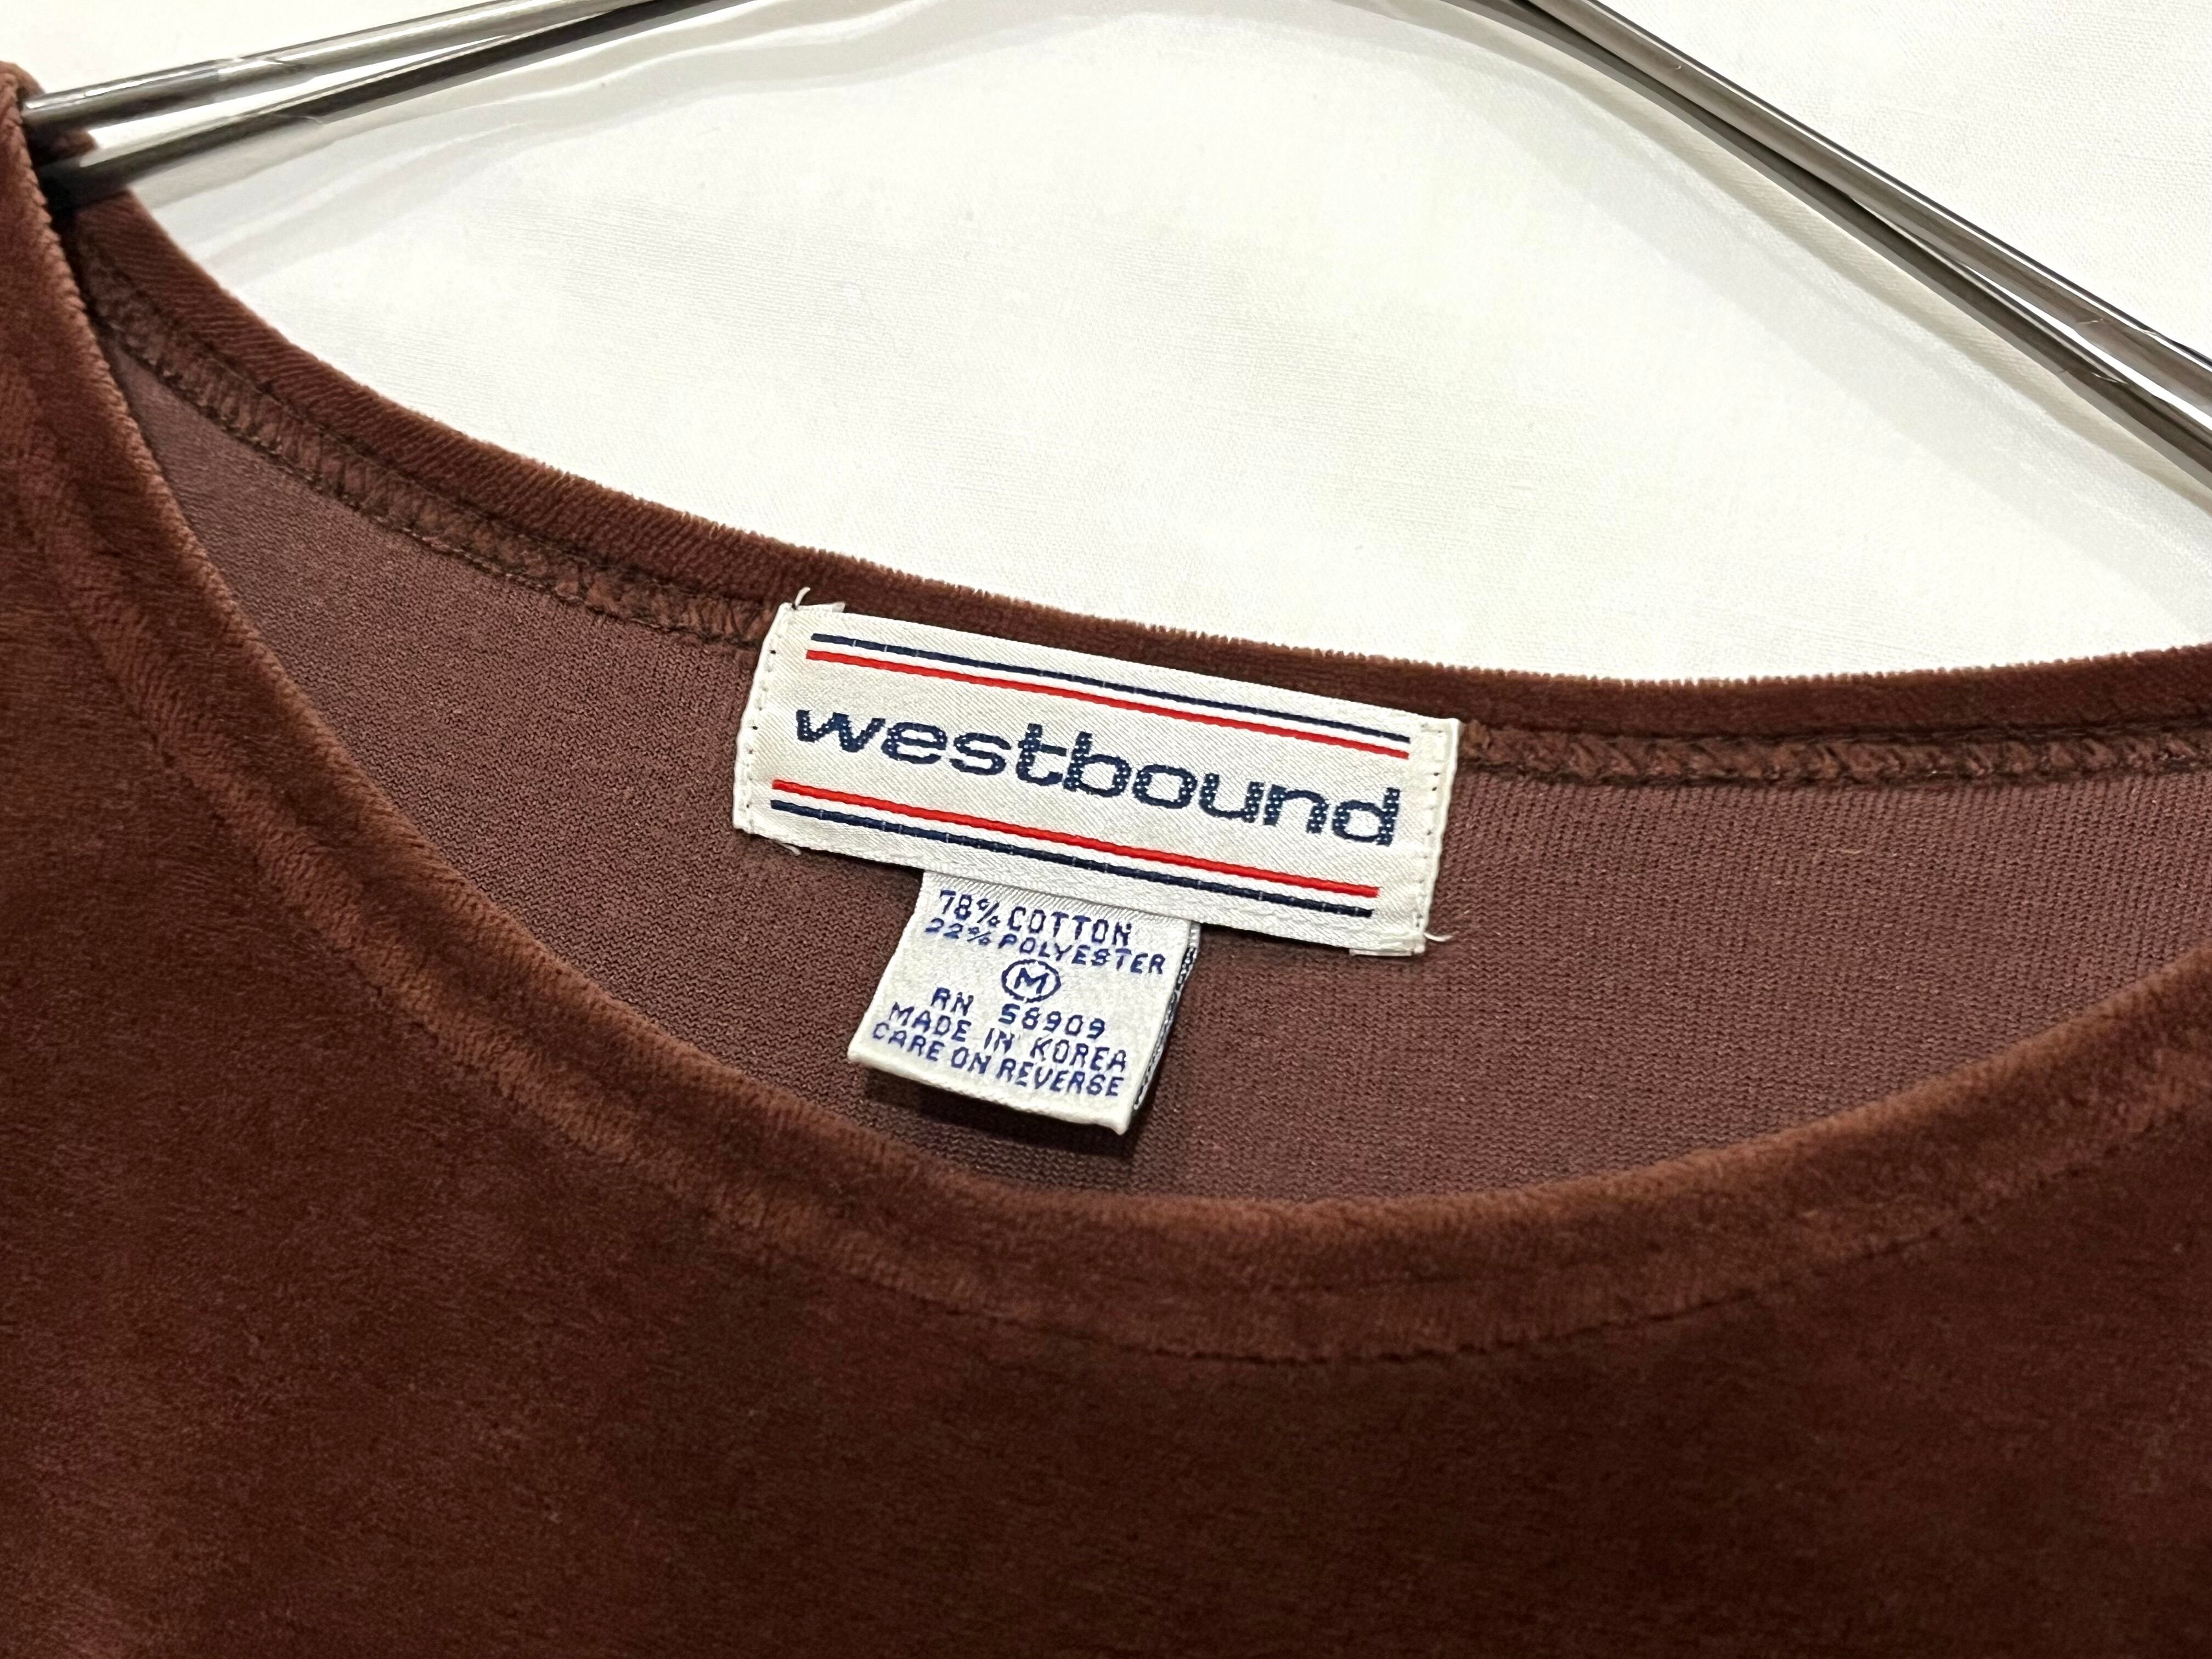 westbound
78% COTTON
22% POLYESTER
M
RN 58909
MADE IN KOREA
CARE ON REVERSE